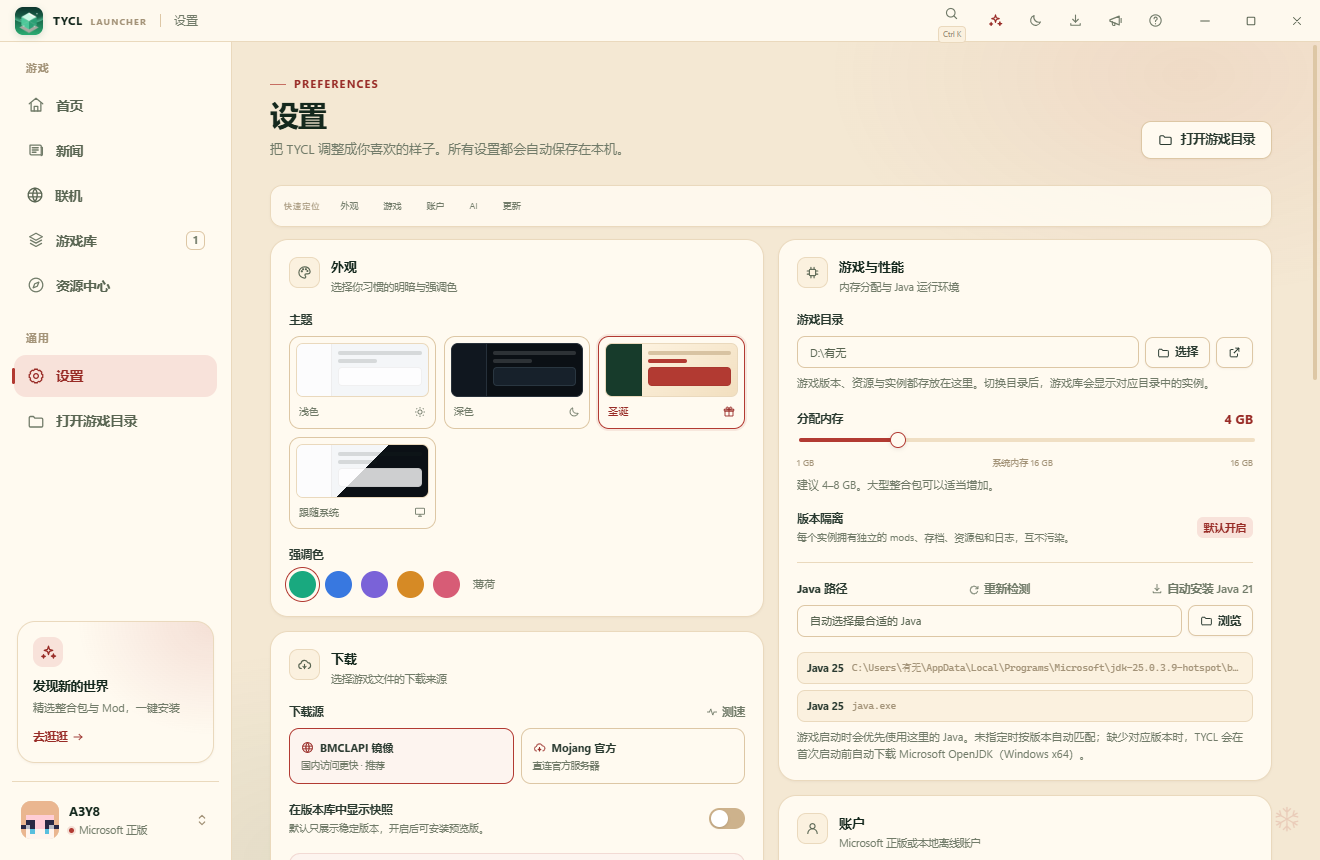 TYCL LAUNCHER 设置
Ctrl K
游戏
首页
新闻
联机
游戏库 1
资源中心
通用
设置
打开游戏目录
发现新的世界
精选整合包与 Mod，一键安装
去逛逛 →
A3Y8
Microsoft 正版
PREFERENCES
设置
把 TYCL 调整成你喜欢的样子。所有设置都会自动保存在本机。
打开游戏目录
快速定位 外观 游戏 账户 AI 更新
外观
选择你习惯的明暗与强调色
主题
浅色 深色 圣诞
跟随系统
强调色
薄荷
下载
选择游戏文件的下载来源
下载源 测速
BMCLAPI 镜像
国内访问更快 · 推荐
Mojang 官方
直连官方服务器
在版本库中显示快照
默认只展示稳定版本，开启后可安装预览版。
游戏与性能
内存分配与 Java 运行环境
游戏目录
D:\有无 选择
游戏版本、资源与实例都存放在这里。切换目录后，游戏库会显示对应目录中的实例。
分配内存 4 GB
1 GB 系统内存 16 GB 16 GB
建议 4–8 GB。大型整合包可以适当增加。
版本隔离
每个实例拥有独立的 mods、存档、资源包和日志，互不污染。
默认开启
Java 路径 重新检测 自动安装 Java 21
自动选择最合适的 Java 浏览
Java 25 C:\Users\有无\AppData\Local\Programs\Microsoft\jdk-25.0.3.9-hotspot\b…
Java 25 java.exe
游戏启动时会优先使用这里的 Java。未指定时按版本自动匹配；缺少对应版本时，TYCL 会在
首次启动前自动下载 Microsoft OpenJDK（Windows x64）。
账户
Microsoft 正版或本地离线账户